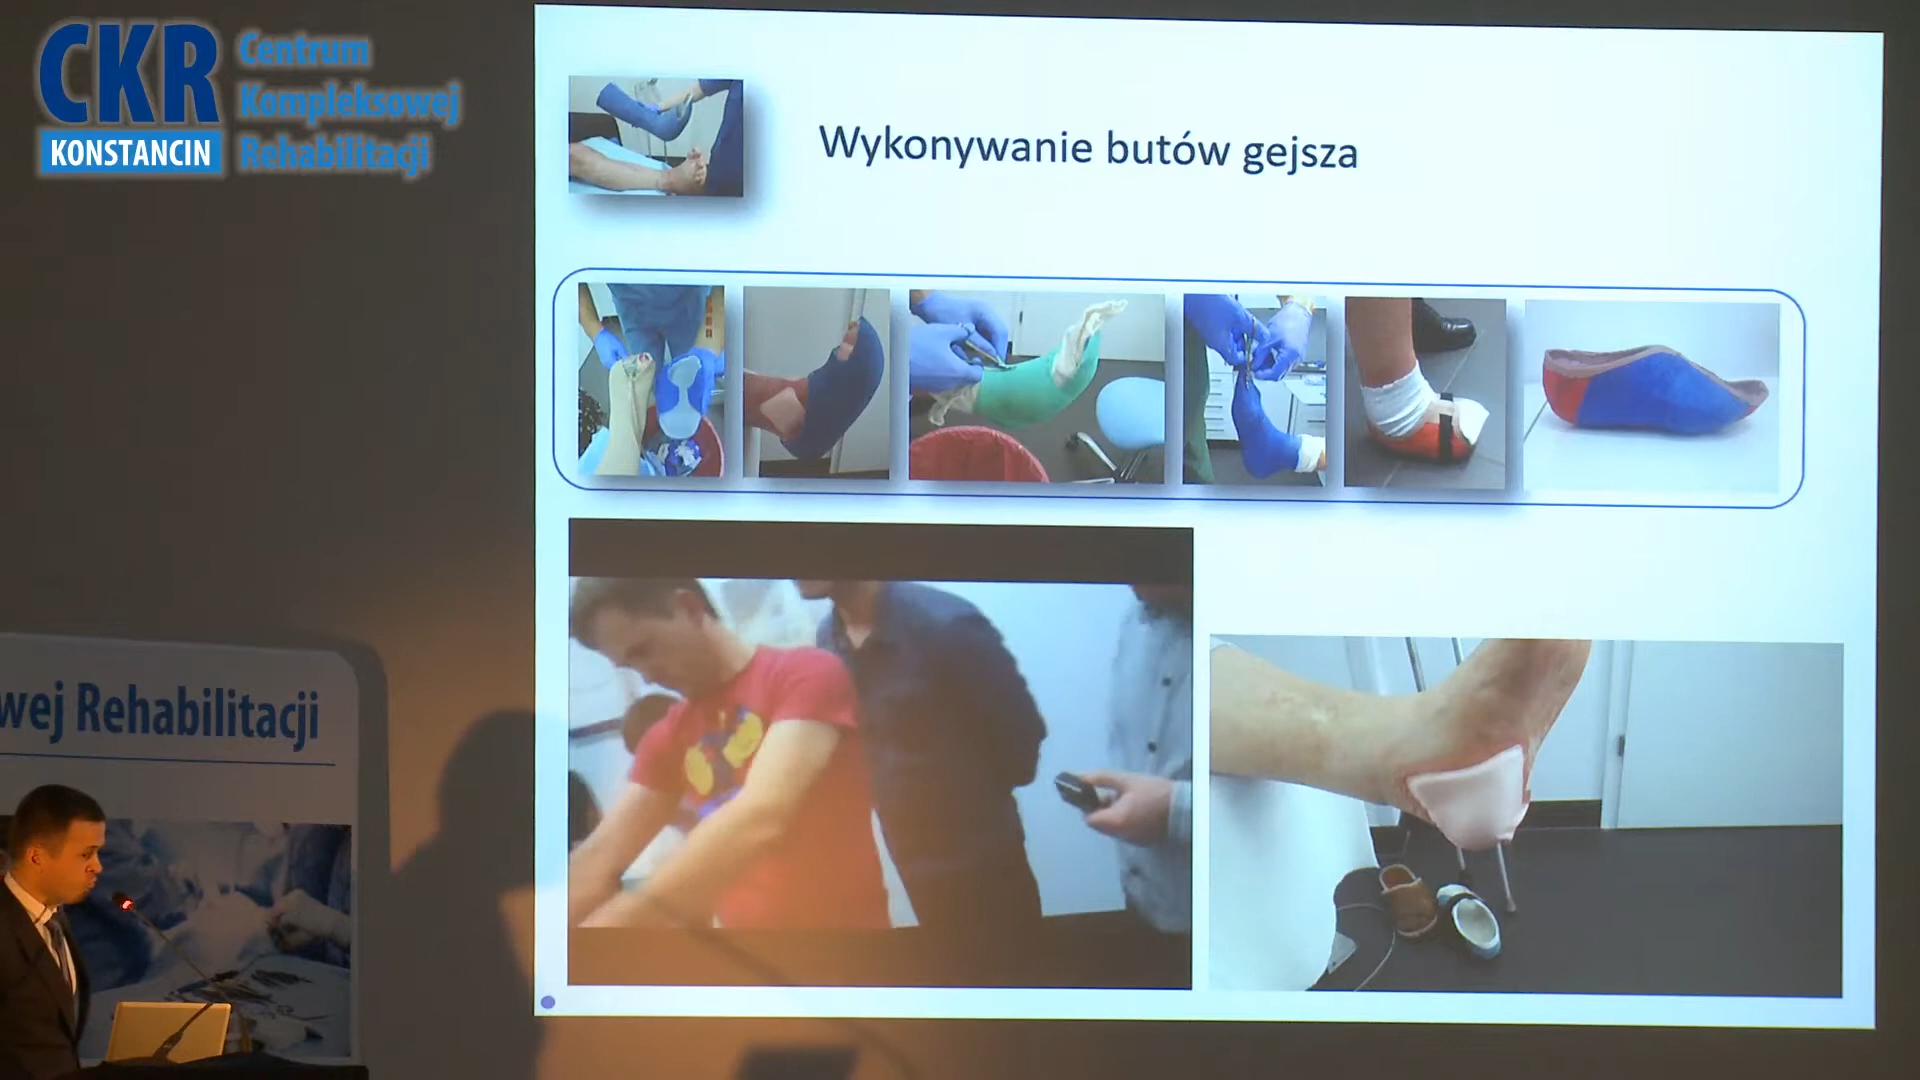 CKR
KONSTANCIN
Centrum
Kompleksowej
Rehabilitacji
Wykonywanie butów gejsza
wej Rehabilitacji